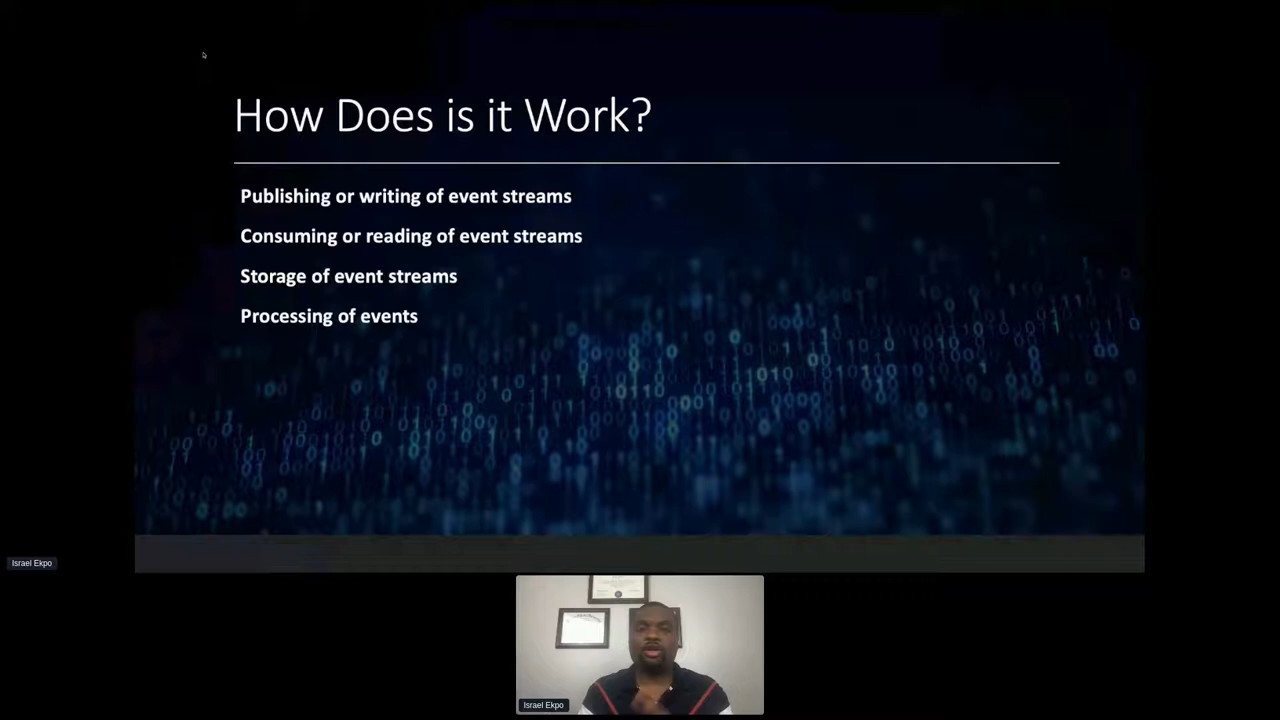 How Does is it Work?
Publishing or writing of event streams
Consuming or reading of event streams
Storage of event streams
Processing of events
Israel Ekpo
Israel Ekpo